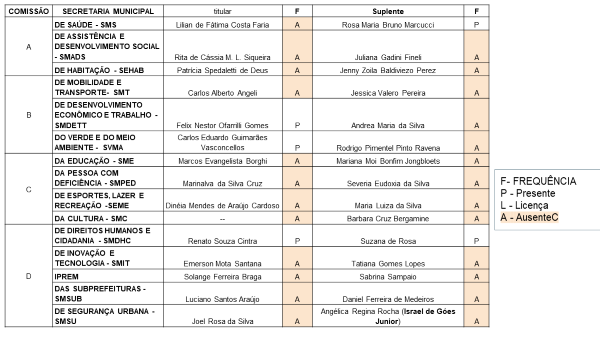 COMISSÃO SECRETARIA MUNICIPAL titular F Suplente F
A
DE SAÚDE - SMS Lilian de Fátima Costa Faria A Rosa Maria Bruno Marcucci P
DE ASSISTÊNCIA E
DESENVOLVIMENTO SOCIAL
- SMADS Rita de Cássia M. L. Siqueira A Juliana Gadini Fineli A
DE HABITAÇÃO - SEHAB Patrícia Spedaletti de Deus A Jenny Zoila Baldiviezo Perez A
B
DE MOBILIDADE E
TRANSPORTE- SMT Carlos Alberto Angeli A Jessica Valero Pereira A
DE DESENVOLVIMENTO
ECONÔMICO E TRABALHO -
SMDETT Felix Nestor Ofarrilli Gomes P Andrea Maria da Silva A
DO VERDE E DO MEIO
AMBIENTE - SVMA Carlos Eduardo Guimarães
Vasconcellos P Rodrigo Pimentel Pinto Ravena A
C
DA EDUCAÇÃO - SME Marcos Evangelista Borghi A Mariana Moi Bonfim Jongbloets A
DA PESSOA COM
DEFICIÊNCIA - SMPED Marinalva da Silva Cruz A Severia Eudoxia da Silva A
DE ESPORTES, LAZER E
RECREAÇÃO -SEME Dinéia Mendes de Araújo Cardoso A Maria Luiza da Silva A
DA CULTURA - SMC -- A Barbara Cruz Bergamine A
D
DE DIREITOS HUMANOS E
CIDADANIA - SMDHC Renato Souza Cintra P Suzana de Rosa P
DE INOVAÇÃO E
TECNOLOGIA - SMIT Emerson Mota Santana A Tatiana Gomes Lopes A
IPREM Solange Ferreira Braga A Sabrina Sampaio A
DAS SUBPREFEITURAS -
SMSUB Luciano Santos Araújo A Daniel Ferreira de Medeiros A
DE SEGURANÇA URBANA -
SMSU Joel Rosa da Silva A Angélica Regina Rocha (Israel de Góes
Junior) A
F- FREQUÊNCIA
P - Presente
L - Licença
A - AusenteC